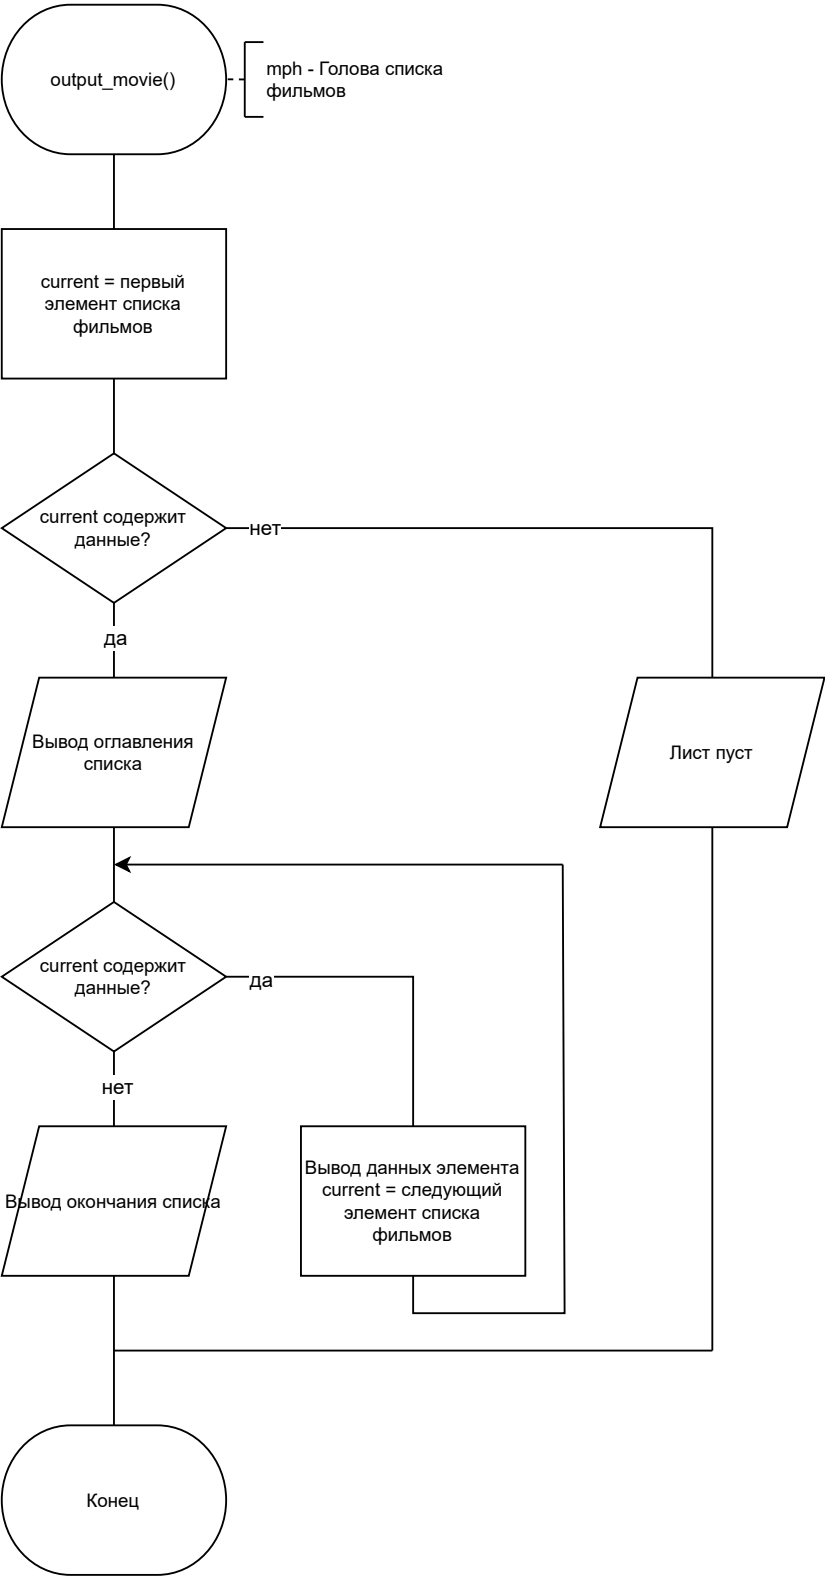 output_movie()
mph - Голова списка
фильмов
current = первый
элемент списка
фильмов
current содержит
данные?
нет
да
Вывод оглавления
списка
Лист пуст
current содержит
данные?
да
нет
Вывод окончания списка
Вывод данных элемента
current = следующий
элемент списка
фильмов
Конец